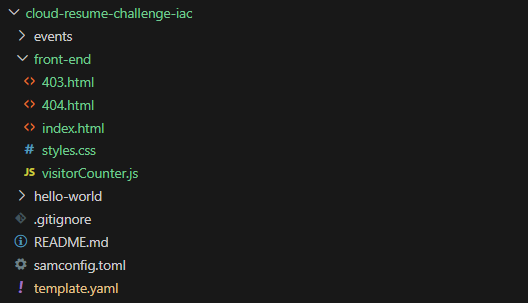 cloud-resume-challenge-iac
events
front-end
<> 403.html
<> 404.html
<> index.html
# styles.css
JS visitorCounter.js
hello-world
.gitignore
README.md
samconfig.toml
! template.yaml